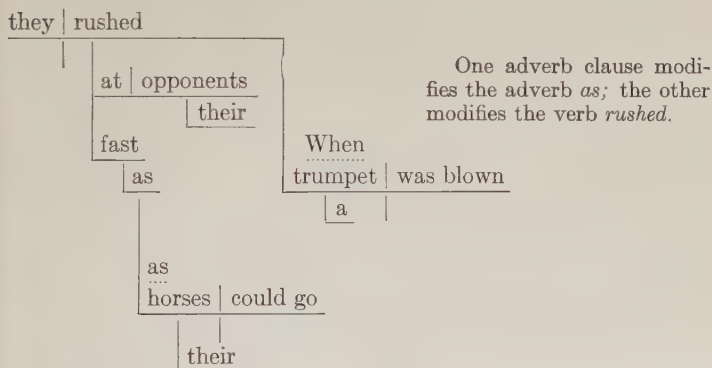 they rushed
at opponents
their
fast
as
When
trumpet was blown
a
as
horses could go
their
One adverb clause modi-
fies the adverb as; the other
modifies the verb rushed.